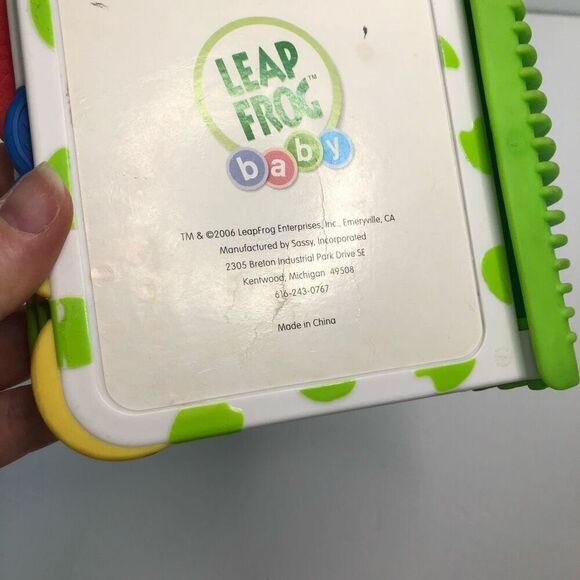 LEAP
FROG™
baby
TM & ©2006 LeapFrog Enterprises, Inc., Emeryville, CA
Manufactured by Sassy, Incorporated
2305 Breton Industrial Park Drive SE
Kentwood, Michigan 49508
616-243-0767
Made in China